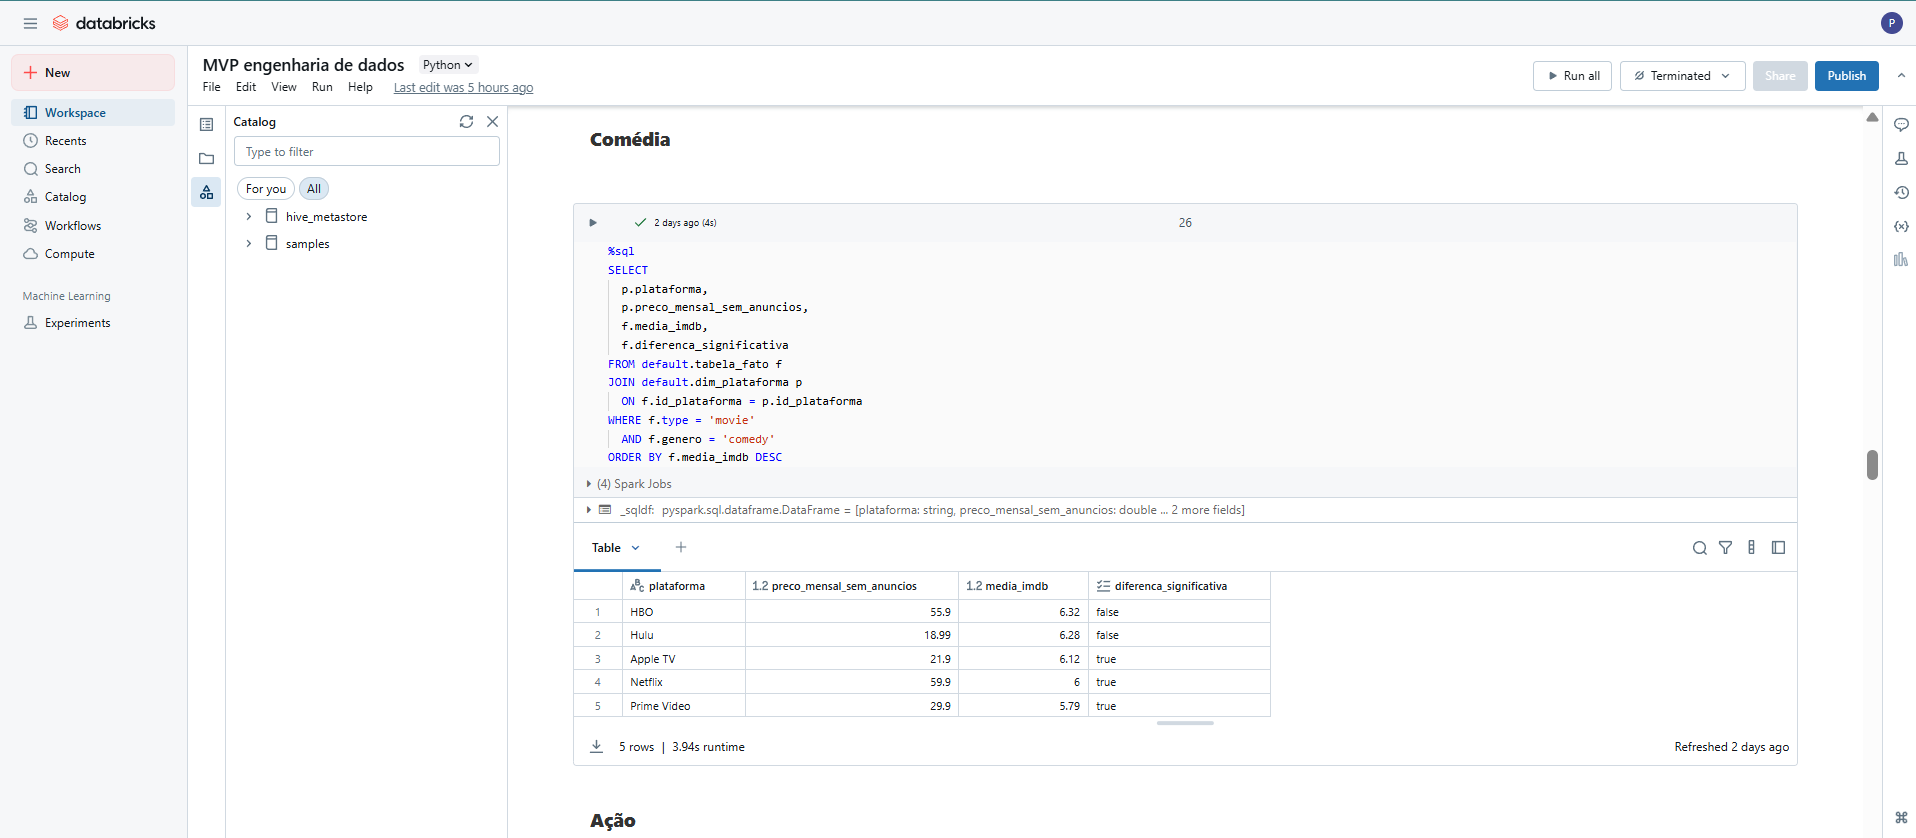 databricks
P
New
Workspace
Recents
Search
Catalog
Workflows
Compute
Machine Learning
Experiments
MVP engenharia de dados Python
File Edit View Run Help Last edit was 5 hours ago
Run all Terminated Share Publish
Catalog
Type to filter
For you All
hive_metastore
samples
Comédia
2 days ago (4s) 26
%sql
SELECT
p.plataforma,
p.preco_mensal_sem_anuncios,
f.media_imdb,
f.diferenca_significativa
FROM default.tabela_fato f
JOIN default.dim_plataforma p
ON f.id_plataforma = p.id_plataforma
WHERE f.type = 'movie'
AND f.genero = 'comedy'
ORDER BY f.media_imdb DESC
(4) Spark Jobs
_sqldf: pyspark.sql.dataframe.DataFrame = [plataforma: string, preco_mensal_sem_anuncios: double ... 2 more fields]
Table +
ABC plataforma 1.2 preco_mensal_sem_anuncios 1.2 media_imdb diferenca_significativa
1 HBO 55.9 6.32 false
2 Hulu 18.99 6.28 false
3 Apple TV 21.9 6.12 true
4 Netflix 59.9 6 true
5 Prime Video 29.9 5.79 true
5 rows | 3.94s runtime Refreshed 2 days ago
Ação